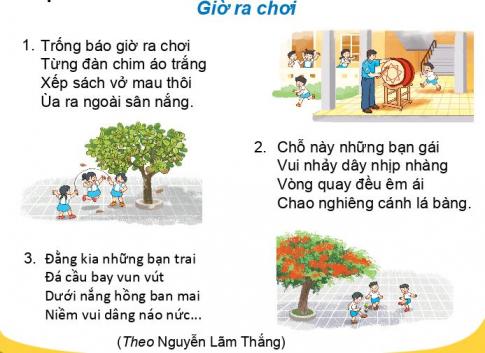 Giờ ra chơi
1. Trống báo giờ ra chơi
Từng đàn chim áo trắng
Xếp sách vở mau thôi
Ùa ra ngoài sân nắng.
2. Chỗ này những bạn gái
Vui nhảy dây nhịp nhàng
Vòng quay đều êm ái
Chao nghiêng cánh lá bàng.
3. Đằng kia những bạn trai
Đá cầu bay vun vút
Dưới nắng hồng ban mai
Niềm vui dâng náo nức...
(Theo Nguyễn Lãm Thắng)